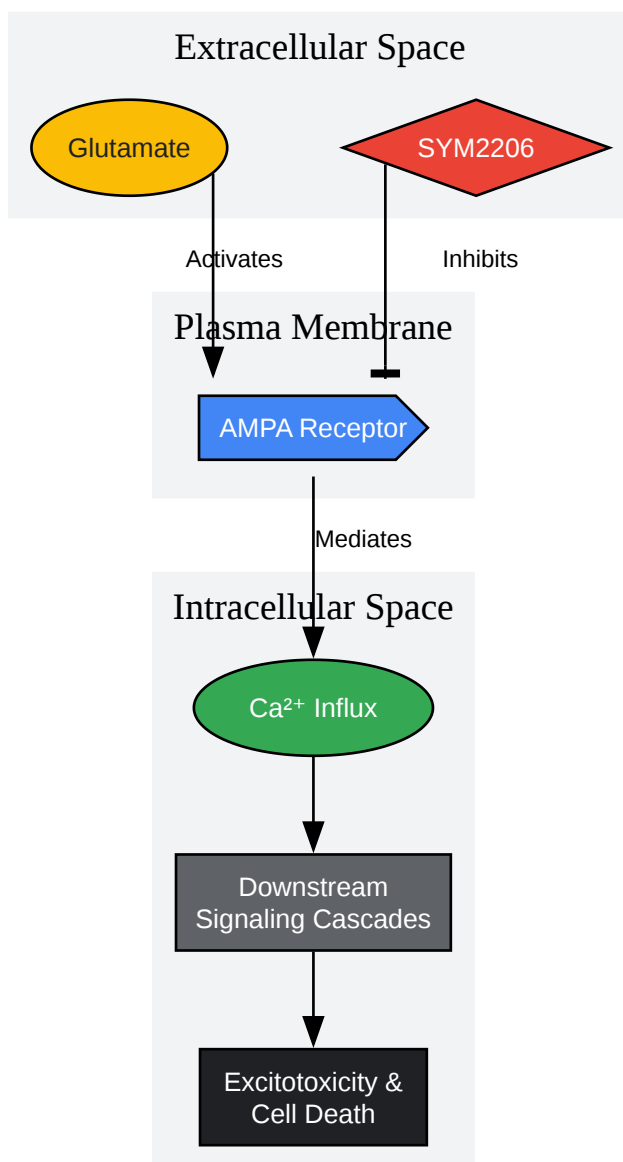 Extracellular Space
Glutamate
SYM2206
Activates
Inhibits
Plasma Membrane
AMPA Receptor
Mediates
Intracellular Space
Ca²⁺ Influx
Downstream
Signaling Cascades
Excitotoxicity &
Cell Death